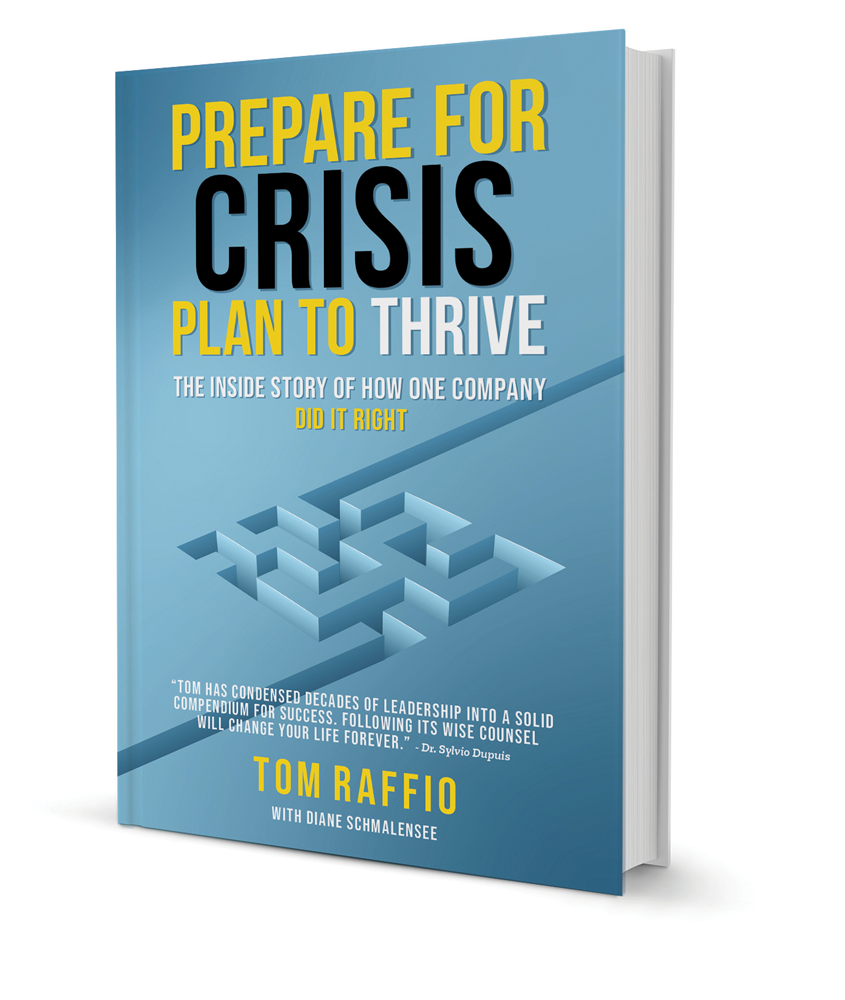 PREPARE FOR
CRISIS
PLAN TO THRIVE
THE INSIDE STORY OF HOW ONE COMPANY
DID IT RIGHT
“TOM HAS CONDENSED DECADES OF LEADERSHIP INTO A SOLID
COMPENDIUM FOR SUCCESS. FOLLOWING ITS WISE COUNSEL
WILL CHANGE YOUR LIFE FOREVER.” - Dr. Sylvio Dupuis
TOM RAFFIO
WITH DIANE SCHMALENSEE